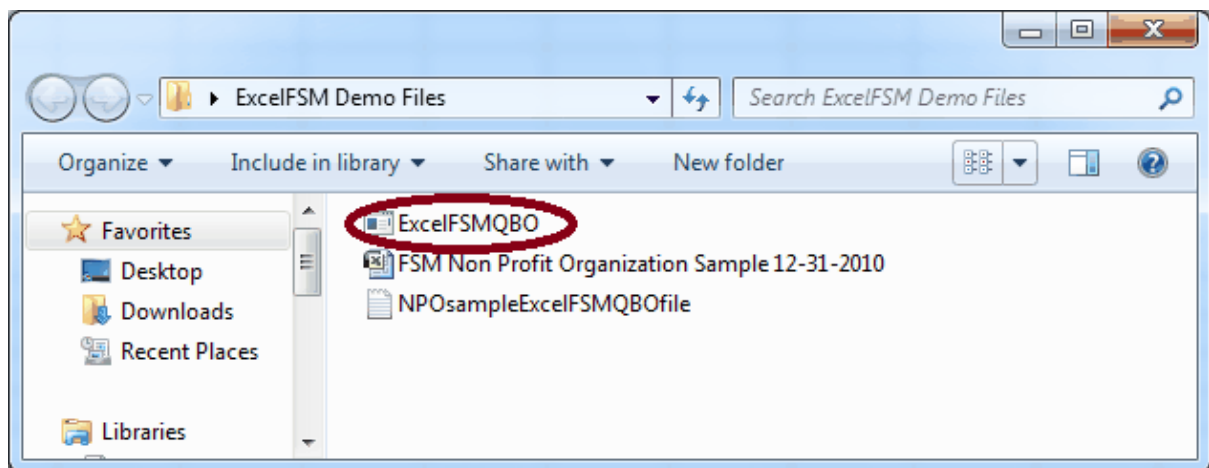 ExcelFSM Demo Files
Search ExcelFSM Demo Files
Organize
Include in library
Share with
New folder
Favorites
Desktop
Downloads
Recent Places
Libraries
ExcelFSMQBO
FSM Non Profit Organization Sample 12-31-2010
NPOsampleExcelFSMQBOfile